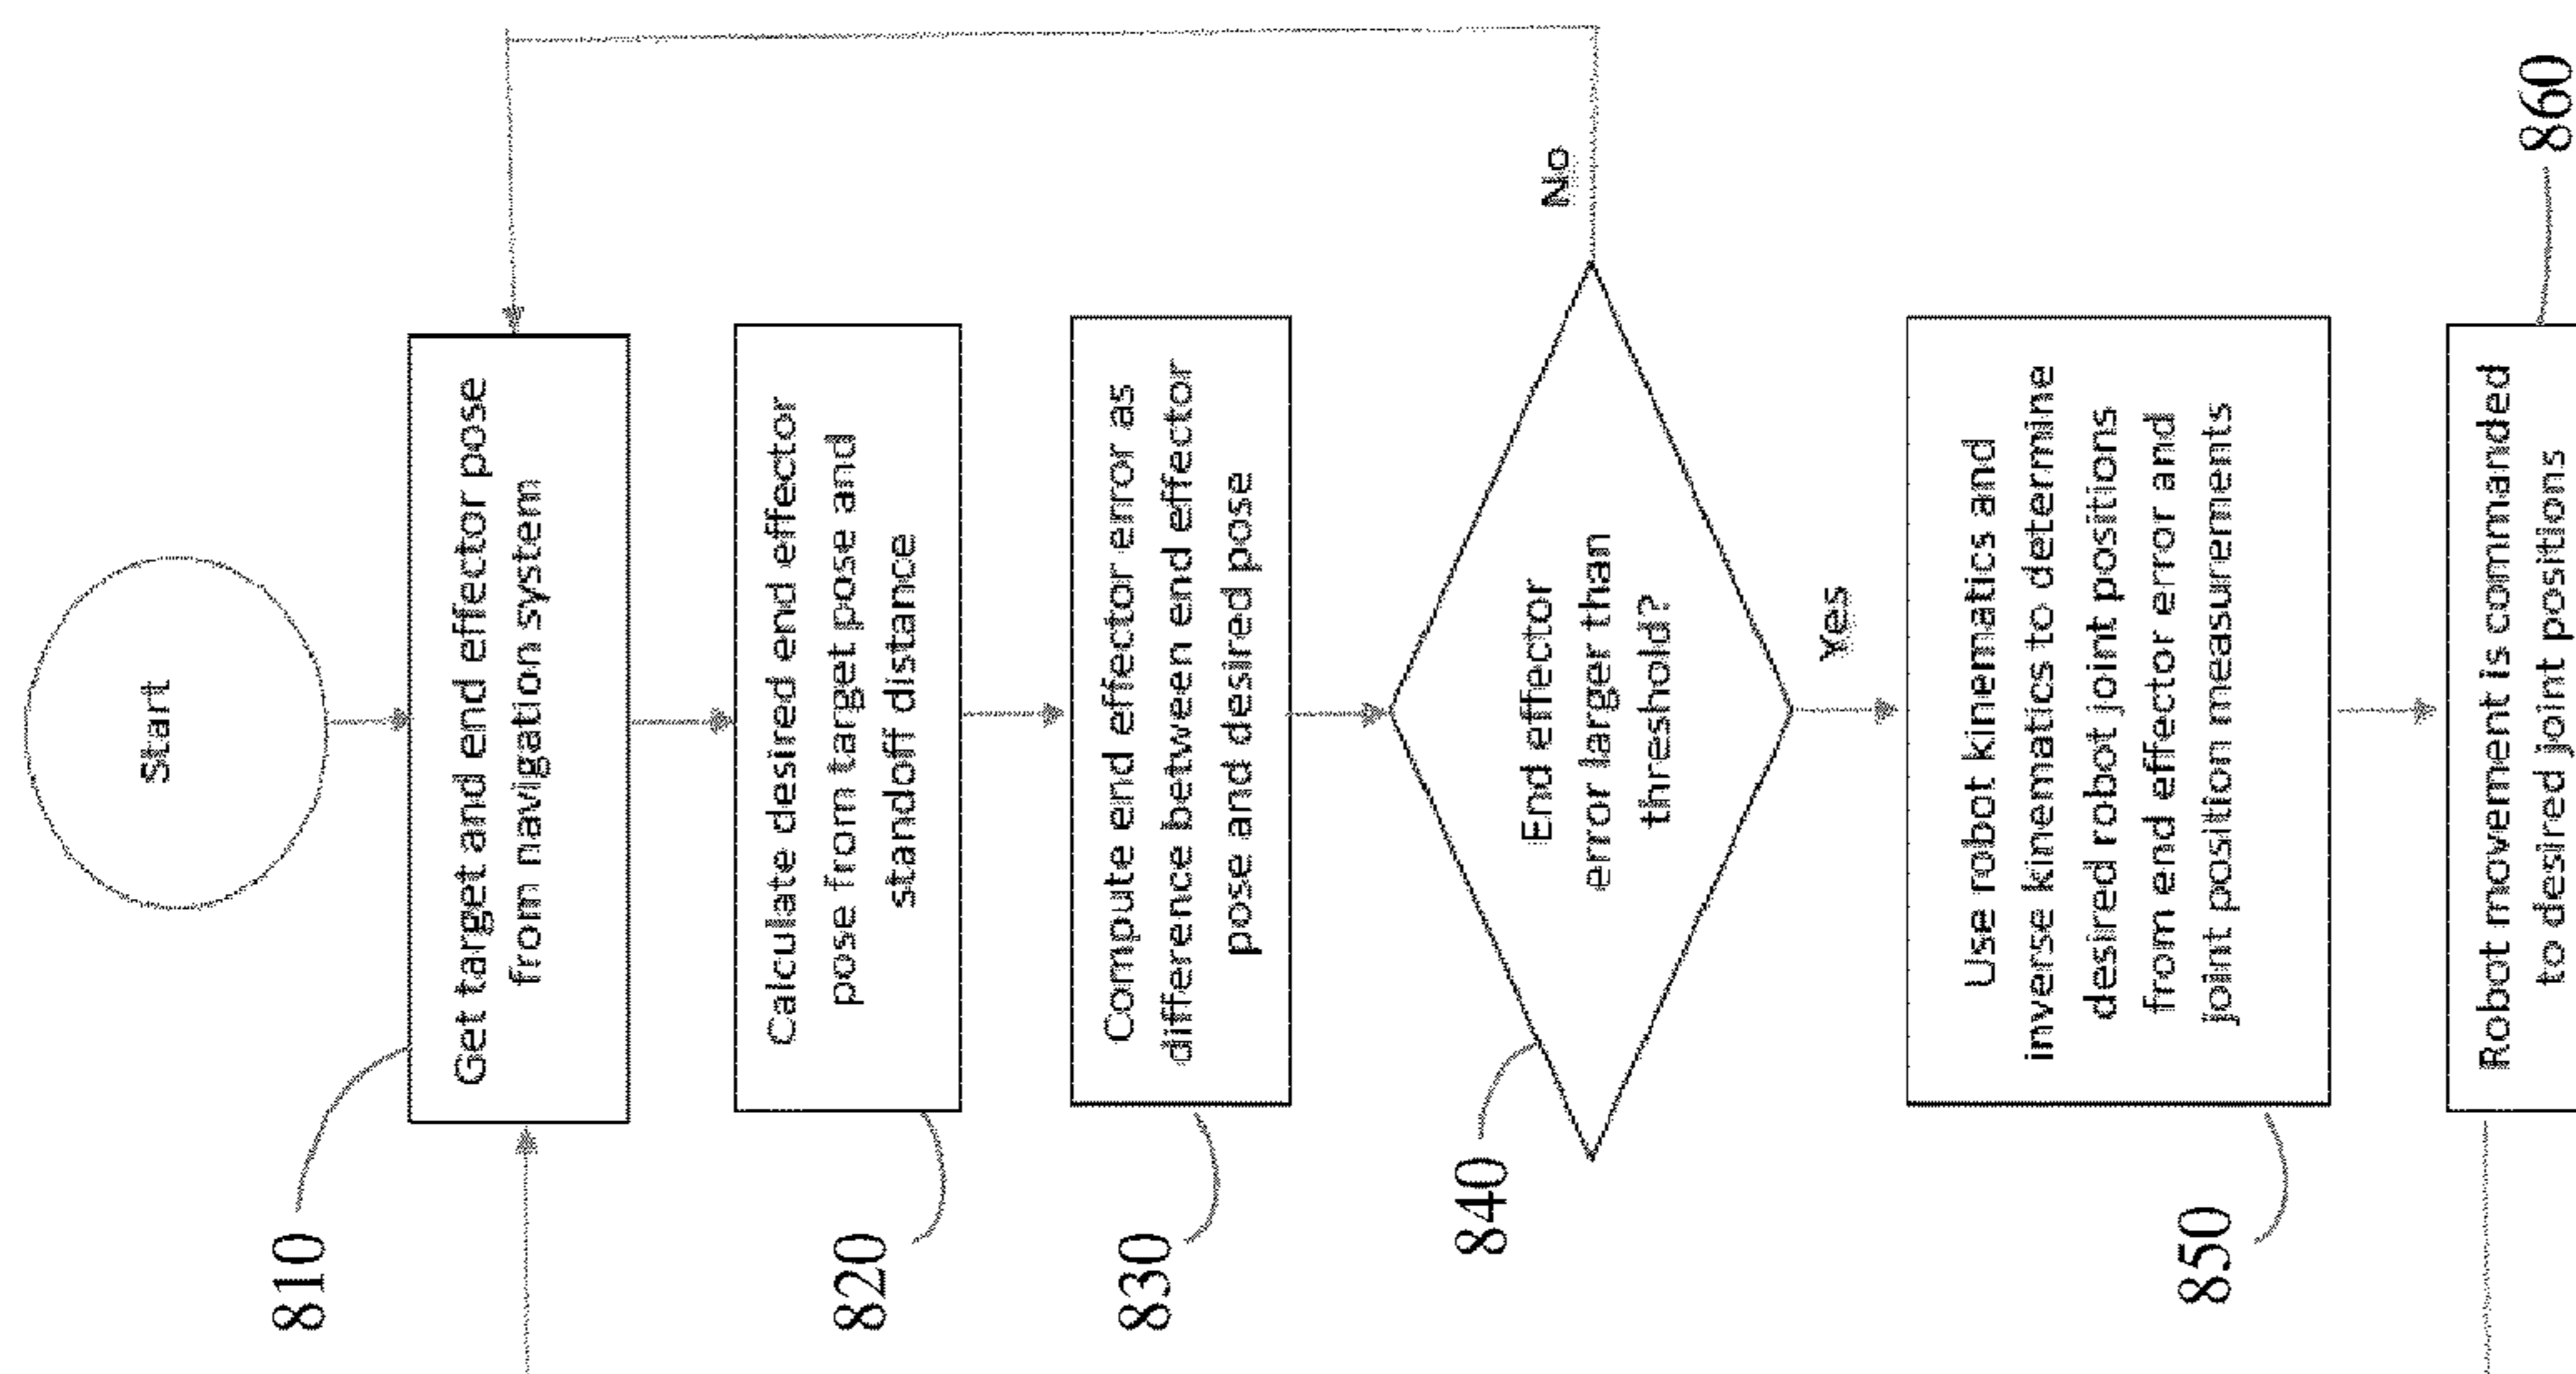 Start
810
Get target and end effector pose
from navigation system
820
Calculate desired end effector
pose from target pose and
standoff distance
830
Compute end effector error as
difference between end effector
pose and desired pose
840
End effector
error larger than
threshold?
No
Yes
850
Use robot kinematics and
inverse kinematics to determine
desired robot joint positions
from end effector error and
joint position measurements
860
Robot movement is commanded
to desired joint positions